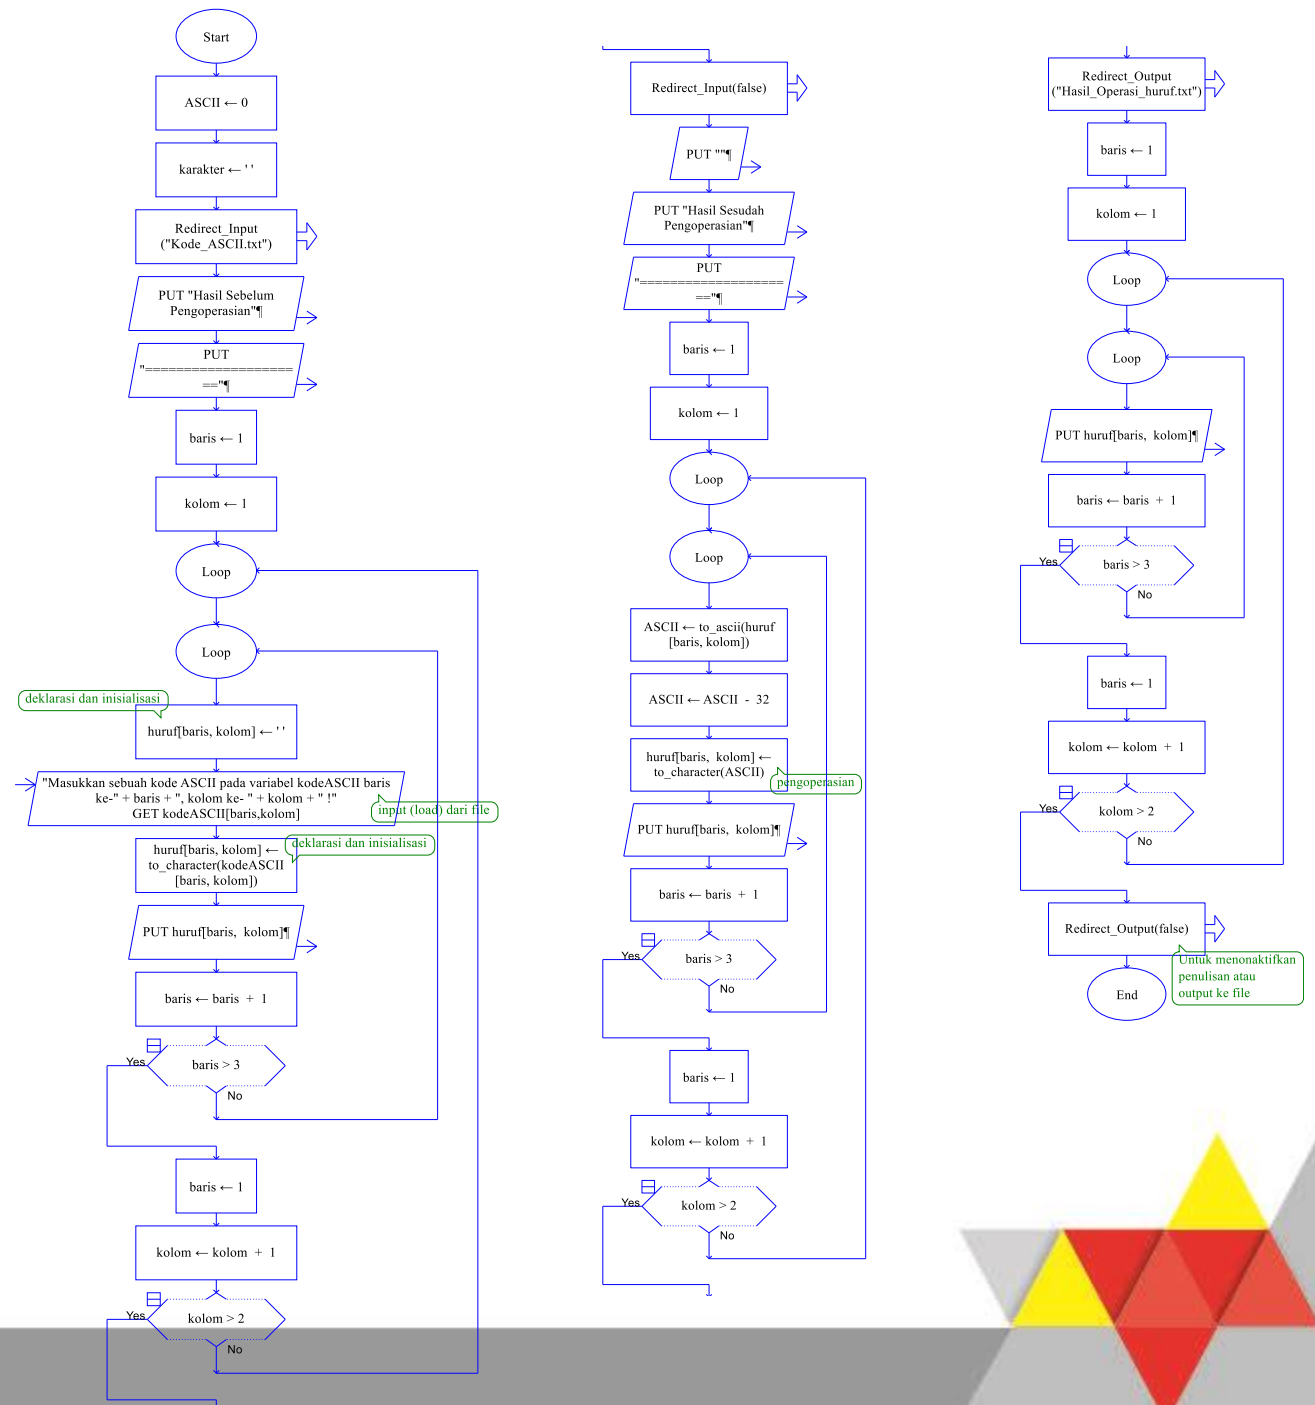 Start
ASCII ← 0
karakter ← ' '
Redirect_Input
("Kode_ASCII.txt")
PUT "Hasil Sebelum
Pengoperasian"¶
PUT
"===================
=="¶
baris ← 1
kolom ← 1
Loop
Loop
deklarasi dan inisialisasi
huruf[baris, kolom] ← ' '
"Masukkan sebuah kode ASCII pada variabel kodeASCII baris
ke-" + baris + ", kolom ke- " + kolom + " !"
GET kodeASCII[baris,kolom]
input (load) dari file
deklarasi dan inisialisasi
huruf[baris, kolom] ←
to_character(kodeASCII
[baris, kolom])
PUT huruf[baris, kolom]¶
baris ← baris + 1
baris > 3
Yes
No
baris ← 1
kolom ← kolom + 1
kolom > 2
Yes
No
Redirect_Input(false)
PUT ""¶
PUT "Hasil Sesudah
Pengoperasian"¶
PUT
"===================
=="¶
baris ← 1
kolom ← 1
Loop
Loop
ASCII ← to_ascii(huruf
[baris, kolom])
ASCII ← ASCII - 32
huruf[baris, kolom] ←
to_character(ASCII)
pengoperasian
PUT huruf[baris, kolom]¶
baris ← baris + 1
baris > 3
Yes
No
baris ← 1
kolom ← kolom + 1
kolom > 2
Yes
No
Redirect_Output
("Hasil_Operasi_huruf.txt")
baris ← 1
kolom ← 1
Loop
Loop
PUT huruf[baris, kolom]¶
baris ← baris + 1
baris > 3
Yes
No
baris ← 1
kolom ← kolom + 1
kolom > 2
Yes
No
Redirect_Output(false)
Untuk menonaktifkan
penulisan atau
output ke file
End